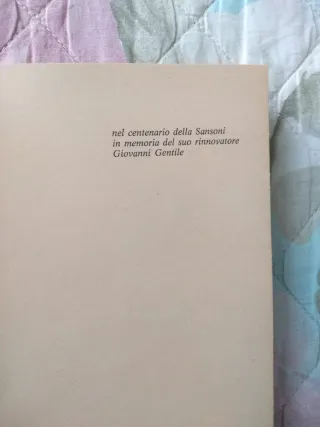 nel centenario della Sansoni
in memoria del suo rinnovatore
Giovanni Gentile